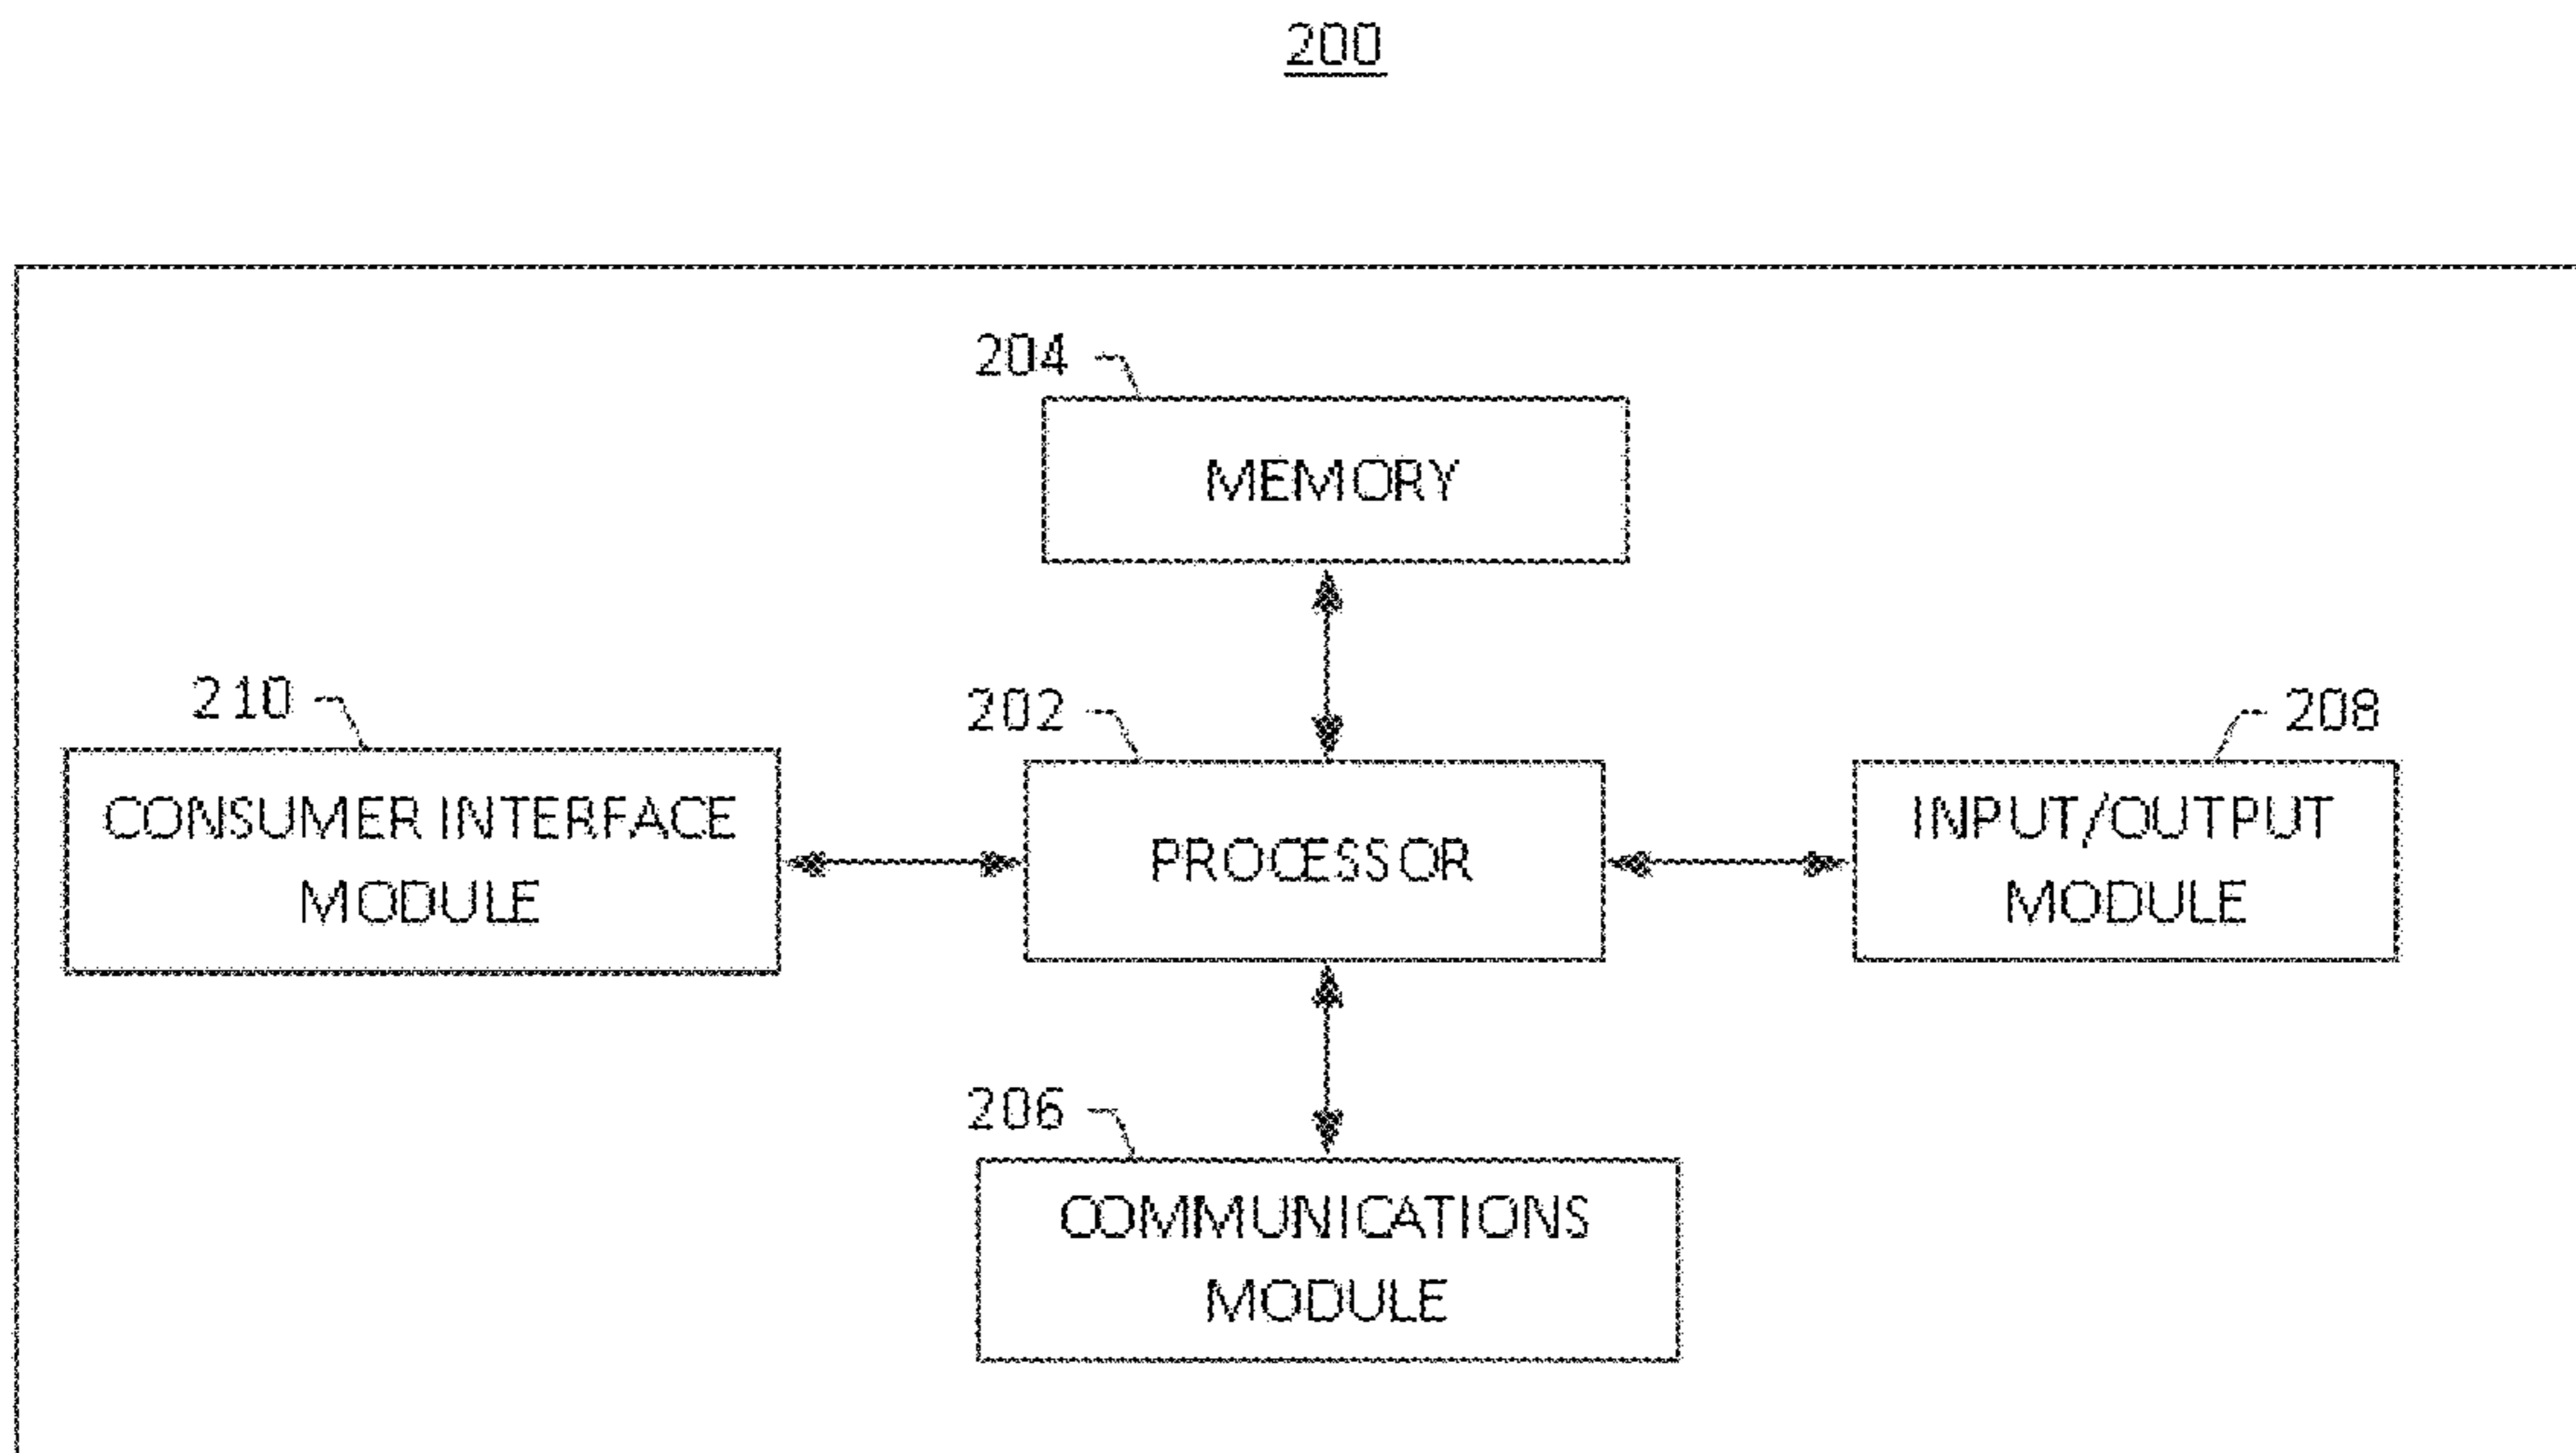 200
204
MEMORY
210
202
208
CONSUMER INTERFACE
MODULE
PROCESSOR
INPUT/OUTPUT
MODULE
206
COMMUNICATIONS
MODULE